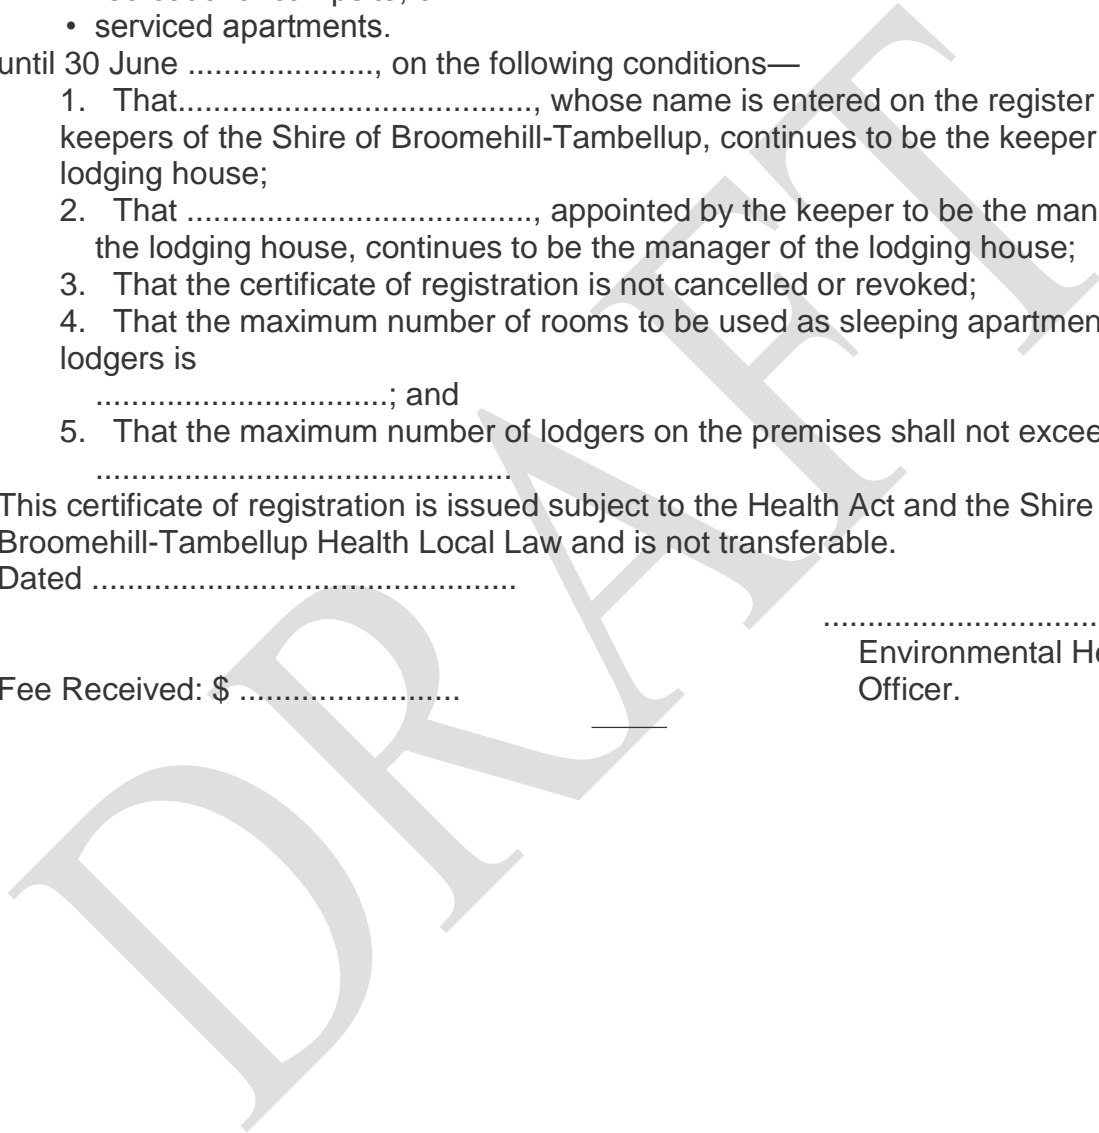 • serviced apartments.
until 30 June ....................., on the following conditions—
1. That........................................, whose name is entered on the register
keepers of the Shire of Broomehill-Tambellup, continues to be the keeper
lodging house;
2. That ......................................., appointed by the keeper to be the man
the lodging house, continues to be the manager of the lodging house;
3. That the certificate of registration is not cancelled or revoked;
4. That the maximum number of rooms to be used as sleeping apartmen
lodgers is
.................................; and
5. That the maximum number of lodgers on the premises shall not excee
...............................................
This certificate of registration is issued subject to the Health Act and the Shire
Broomehill-Tambellup Health Local Law and is not transferable.
Dated ................................................
...............................
Environmental He
Fee Received: $ ......................... Officer.
DRAFT